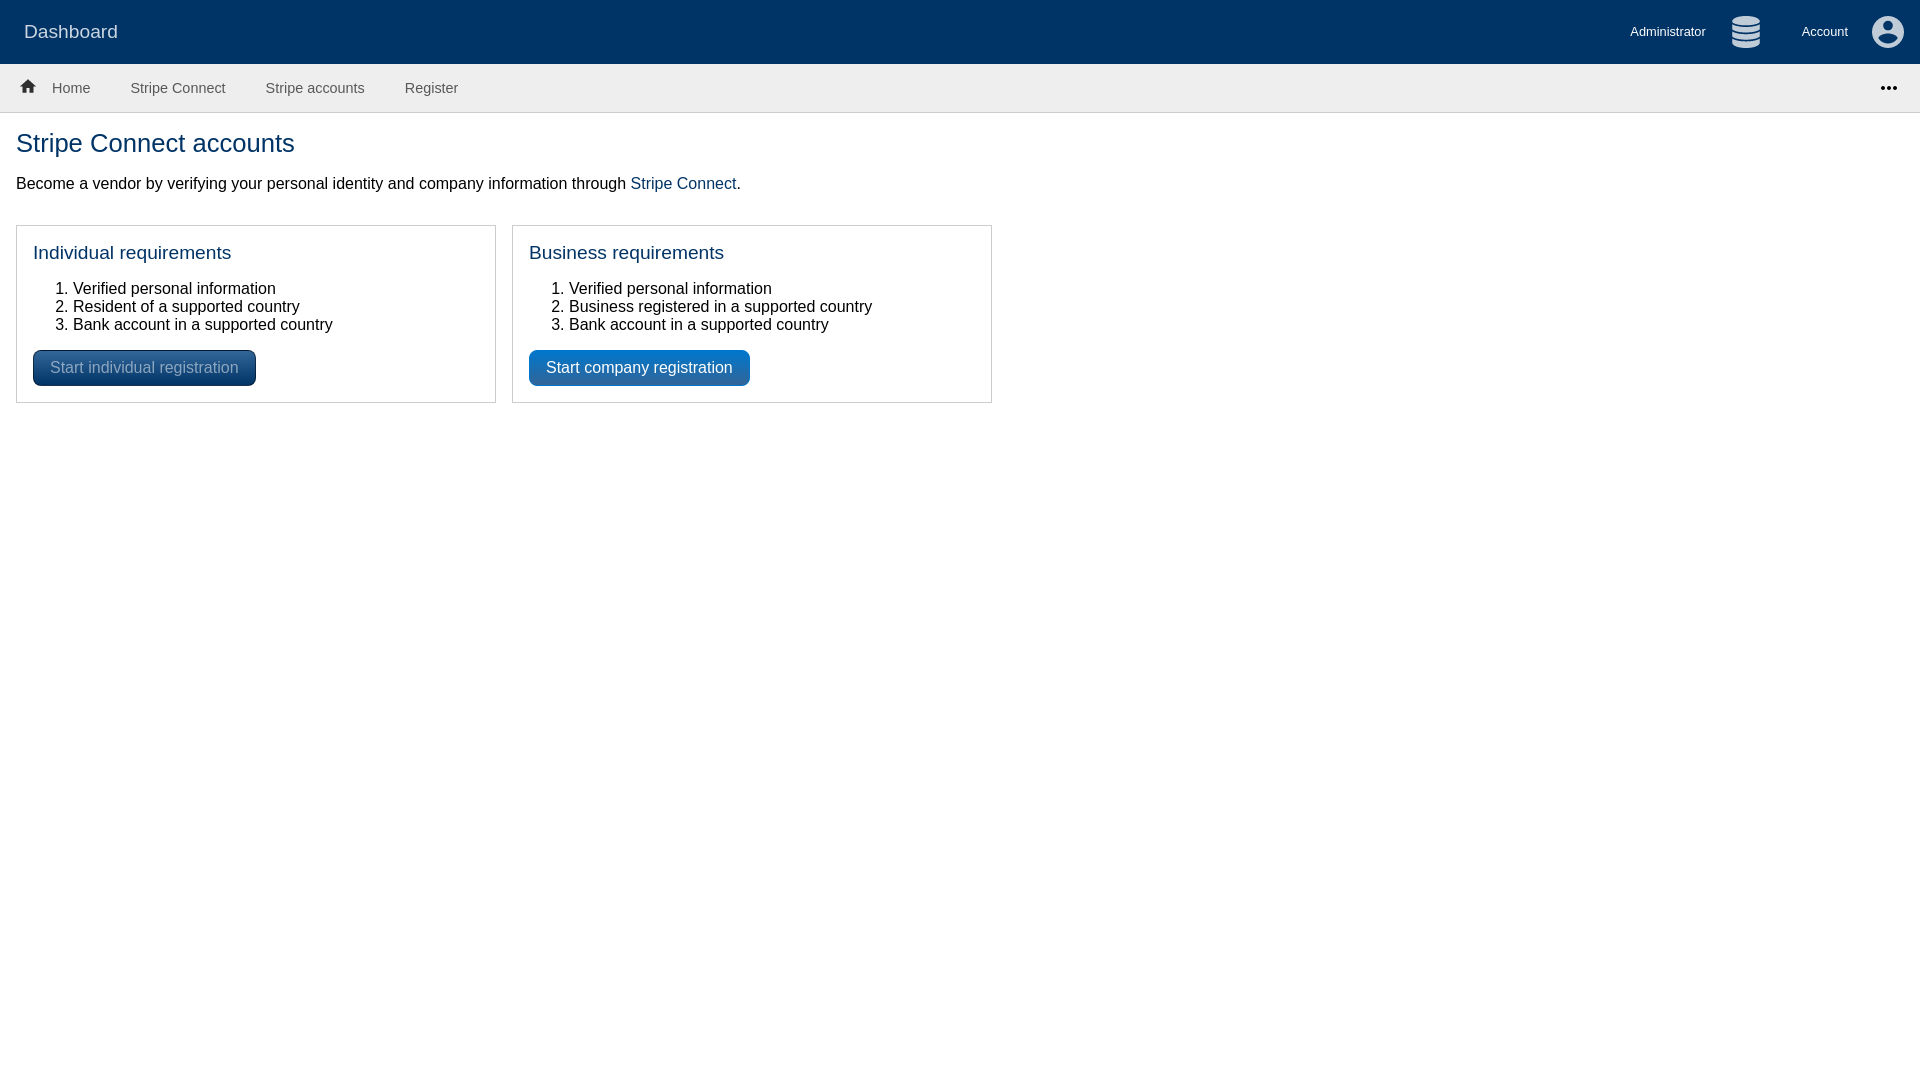 Dashboard
Administrator
Account
Home
Stripe Connect
Stripe accounts
Register
Stripe Connect accounts
Become a vendor by verifying your personal identity and company information through Stripe Connect.
Individual requirements
1. Verified personal information
2. Resident of a supported country
3. Bank account in a supported country
Start individual registration
Business requirements
1. Verified personal information
2. Business registered in a supported country
3. Bank account in a supported country
Start company registration